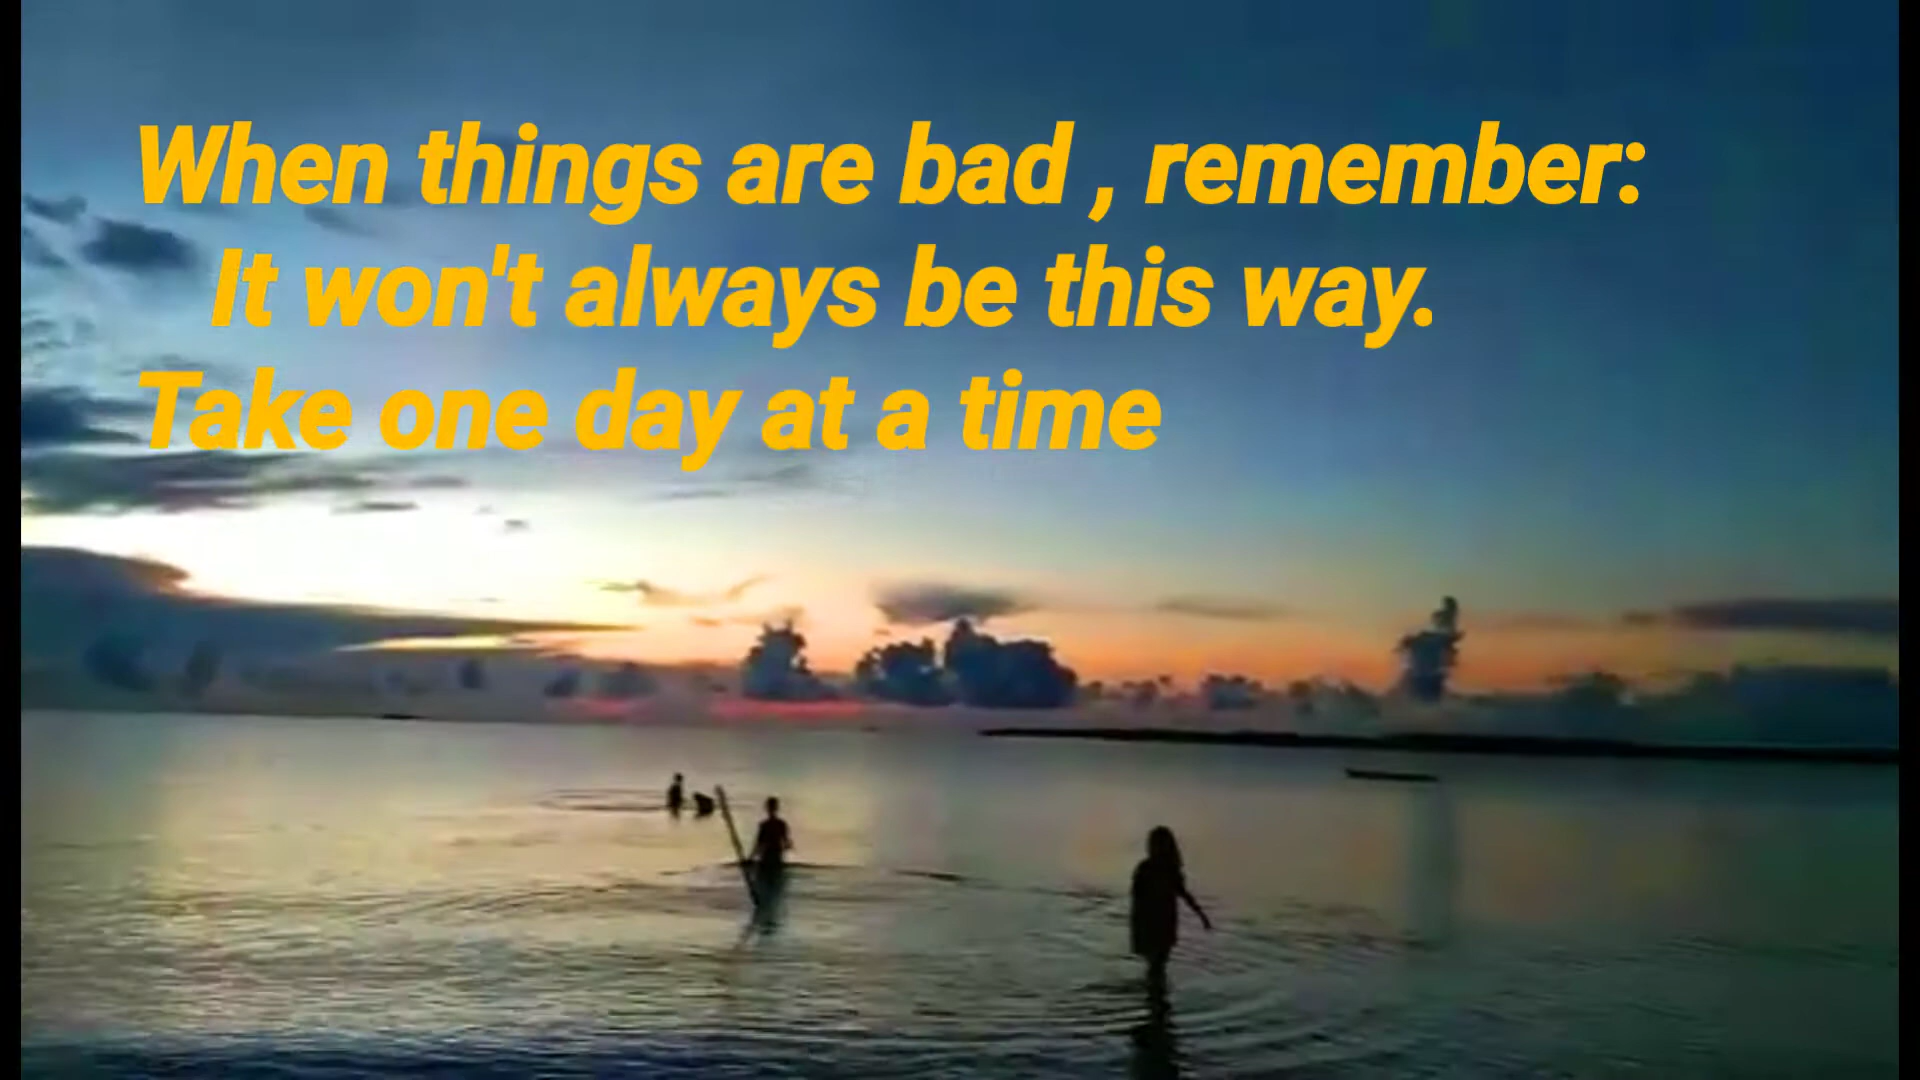 When things are bad , remember:
It won't always be this way.
Take one day at a time